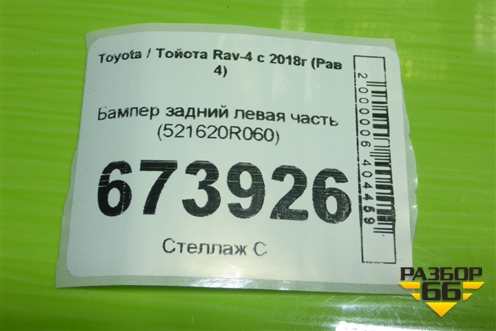 Toyota / Тойота Rav-4 с 2018г (Рав
4)
Бампер задний левая часть
(521620R060)
673926
Стеллаж С
2000006404459
РАЗБОР
66